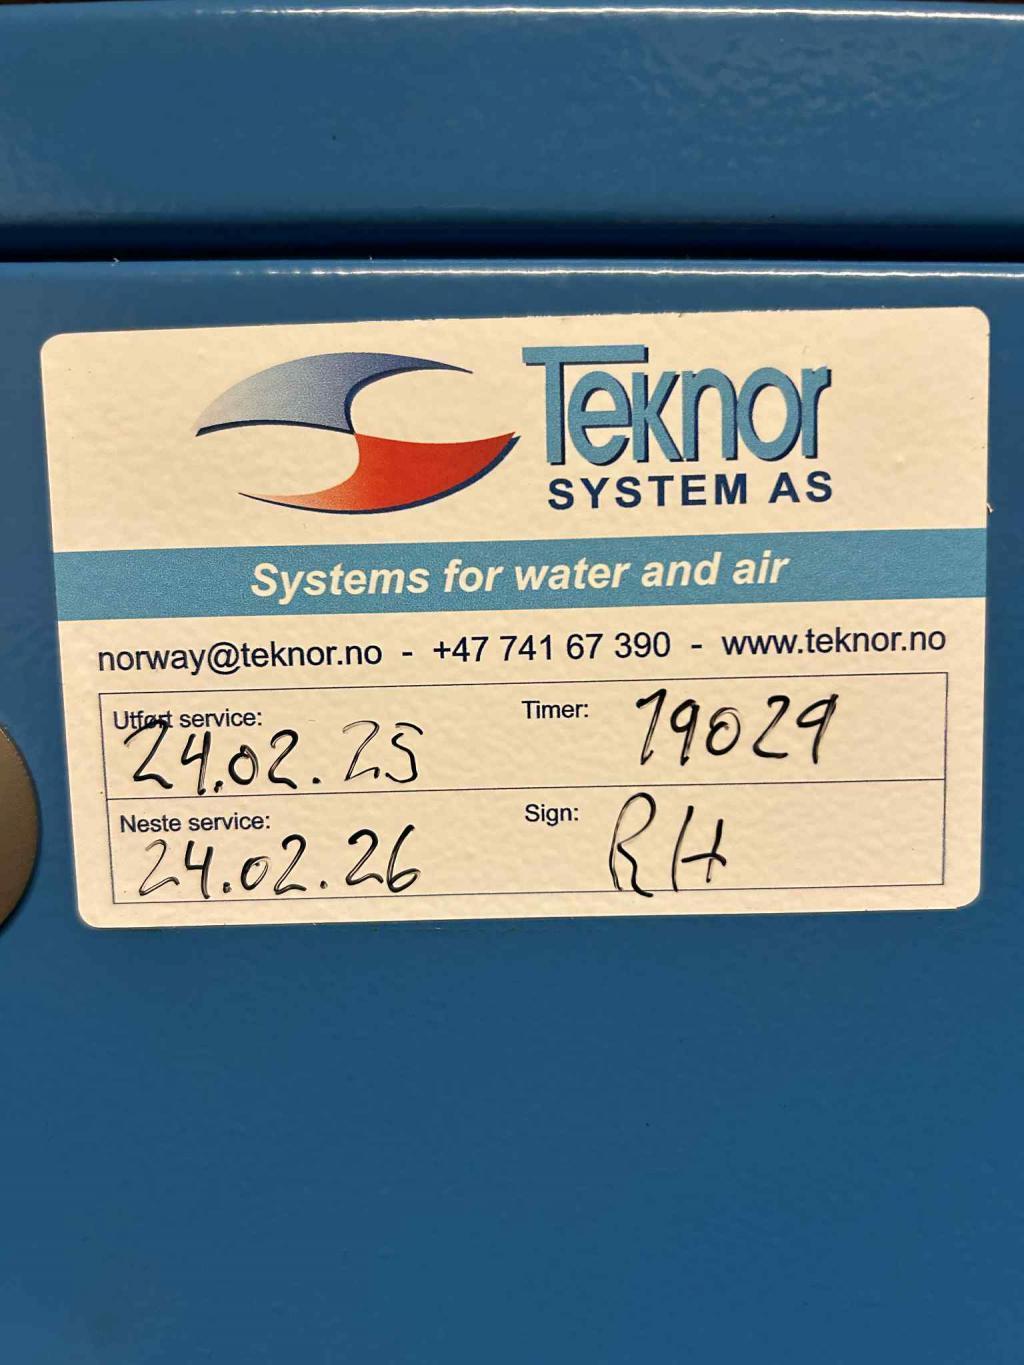 Teknor
SYSTEM AS
Systems for water and air
norway@teknor.no - +47 741 67 390 - www.teknor.no
Utført service: 24.02.25 Timer: 19029
Neste service: 24.02.26 Sign: RH